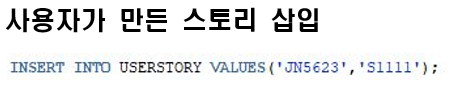 사용자가 만든 스토리 삽입
INSERT INTO USERSTORY VALUES('JN5623','S1111');